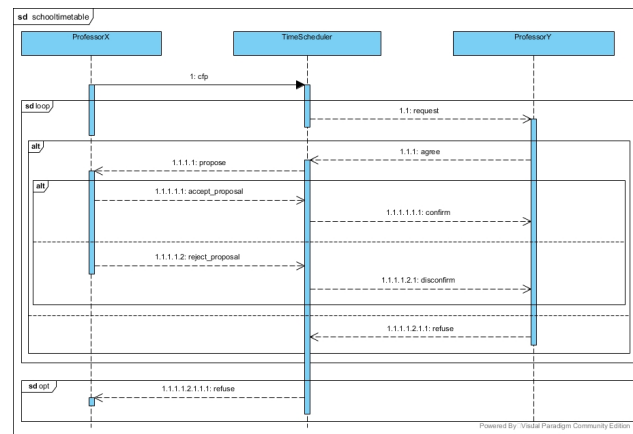 sd schooltimetable
ProfessorX
TimeScheduler
ProfessorY
1: cfp
sd loop
1.1: request
alt
1.1.1: agree
1.1.1.1: propose
alt
1.1.1.1.1: accept_proposal
1.1.1.1.1.1: confirm
1.1.1.1.2: reject_proposal
1.1.1.1.2.1: disconfirm
1.1.1.1.2.1.1: refuse
sd opt
1.1.1.1.2.1.1.1: refuse
Powered By Visual Paradigm Community Edition